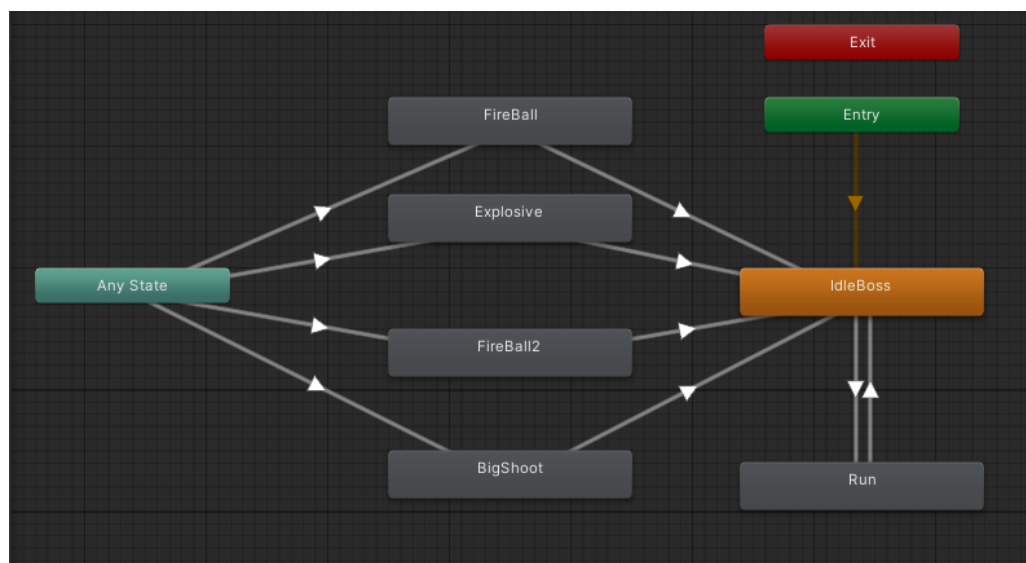 Exit
FireBall
Entry
Explosive
Any State
IdleBoss
FireBall2
BigShoot
Run